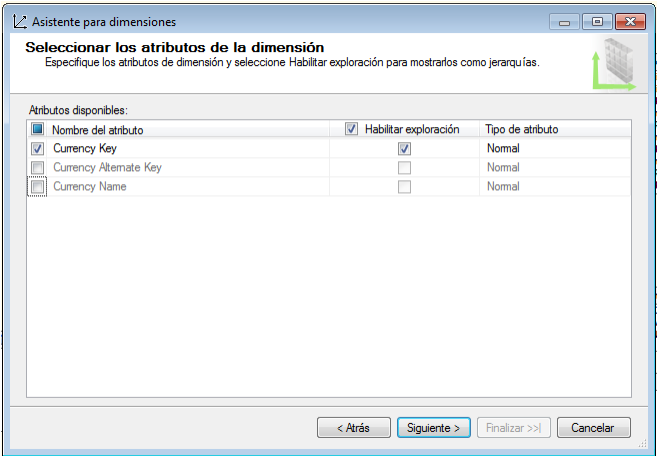 Asistente para dimensiones
Seleccionar los atributos de la dimensión
Especifique los atributos de dimensión y seleccione Habilitar exploración para mostrarlos como jerarquías.
Atributos disponibles:
Nombre del atributo Habilitar exploración Tipo de atributo
Currency Key Normal
Currency Alternate Key Normal
Currency Name Normal
< Atrás Siguiente > Finalizar >>| Cancelar